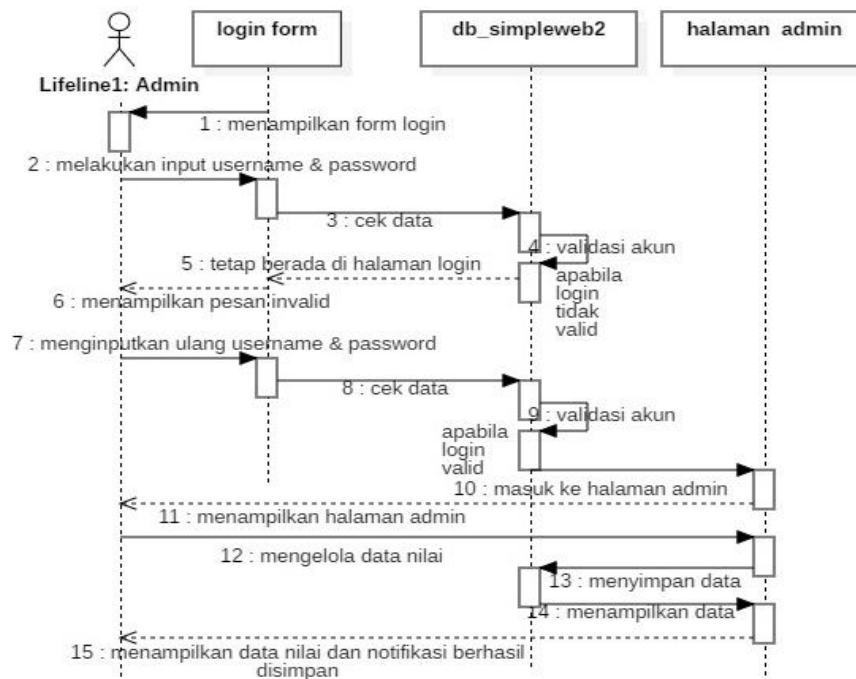 login form
db_simpleweb2
halaman admin
Lifeline1: Admin
1 : menampilkan form login
2 : melakukan input username & password
3 : cek data
4 : validasi akun
5 : tetap berada di halaman login
apabila
login
tidak
valid
6 : menampilkan pesan invalid
7 : menginputkan ulang username & password
8 : cek data
9 : validasi akun
apabila
login
valid
10 : masuk ke halaman admin
11 : menampilkan halaman admin
12 : mengelola data nilai
13 : menyimpan data
14 : menampilkan data
15 : menampilkan data nilai dan notifikasi berhasil
disimpan